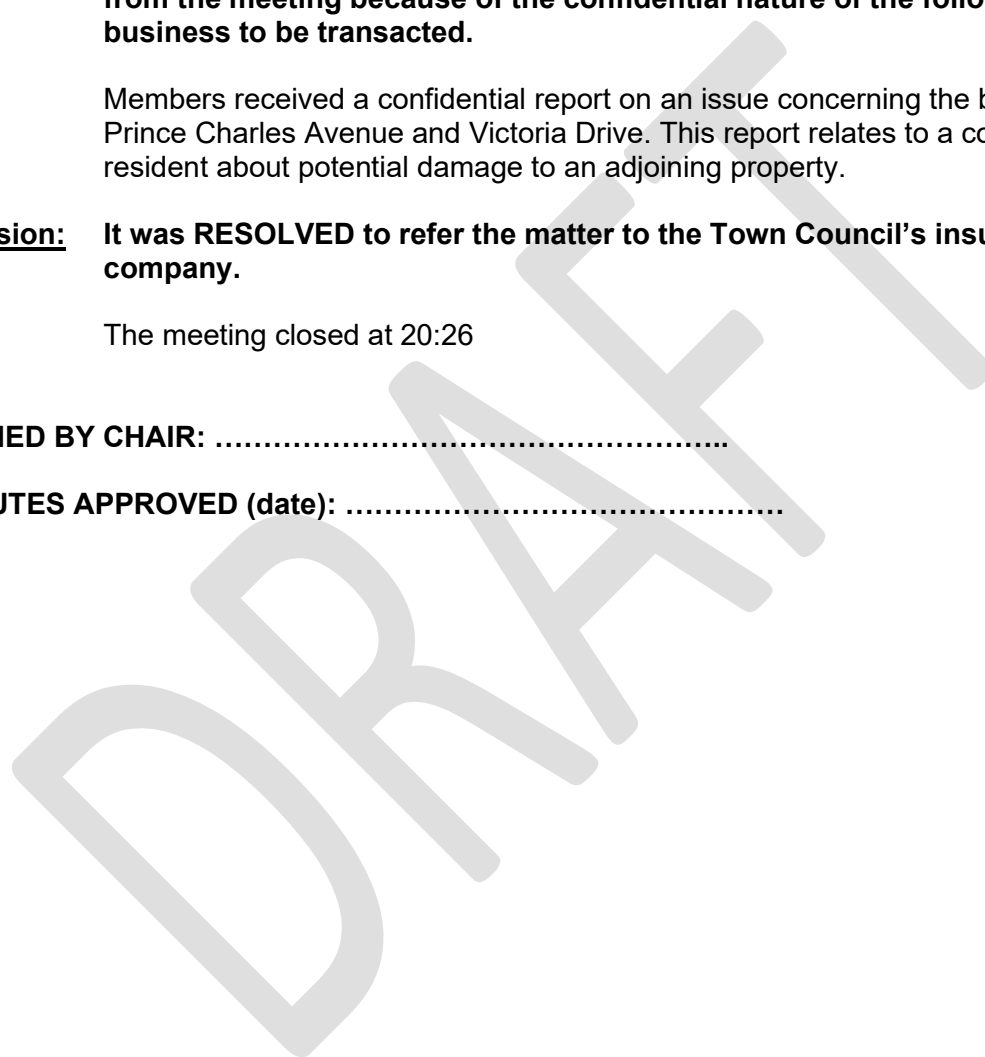 from the meeting because of the confidential nature of the follo
business to be transacted.
Members received a confidential report on an issue concerning the b
Prince Charles Avenue and Victoria Drive. This report relates to a co
resident about potential damage to an adjoining property.
sion: It was RESOLVED to refer the matter to the Town Council’s insu
company.
The meeting closed at 20:26
NED BY CHAIR: ……………………………………………..
UTES APPROVED (date): ………………………………………
DRAFT